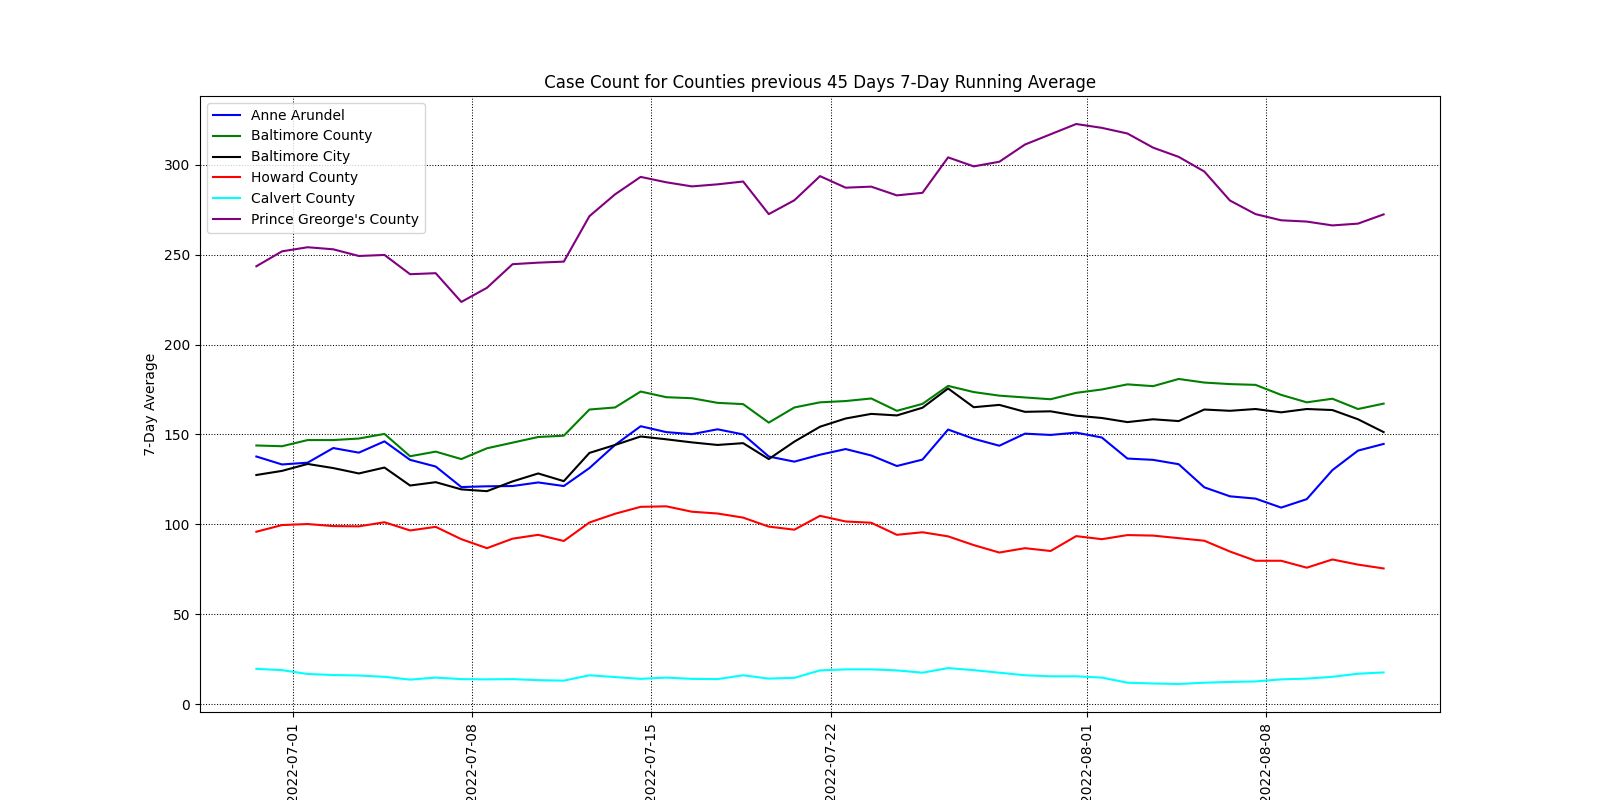 Case Count for Counties previous 45 Days 7-Day Running Average
Anne Arundel
Baltimore County
Baltimore City
Howard County
Calvert County
Prince Greorge's County
7-Day Average
300
250
200
150
100
50
0
2022-07-01
2022-07-08
2022-07-15
2022-07-22
2022-08-01
2022-08-08